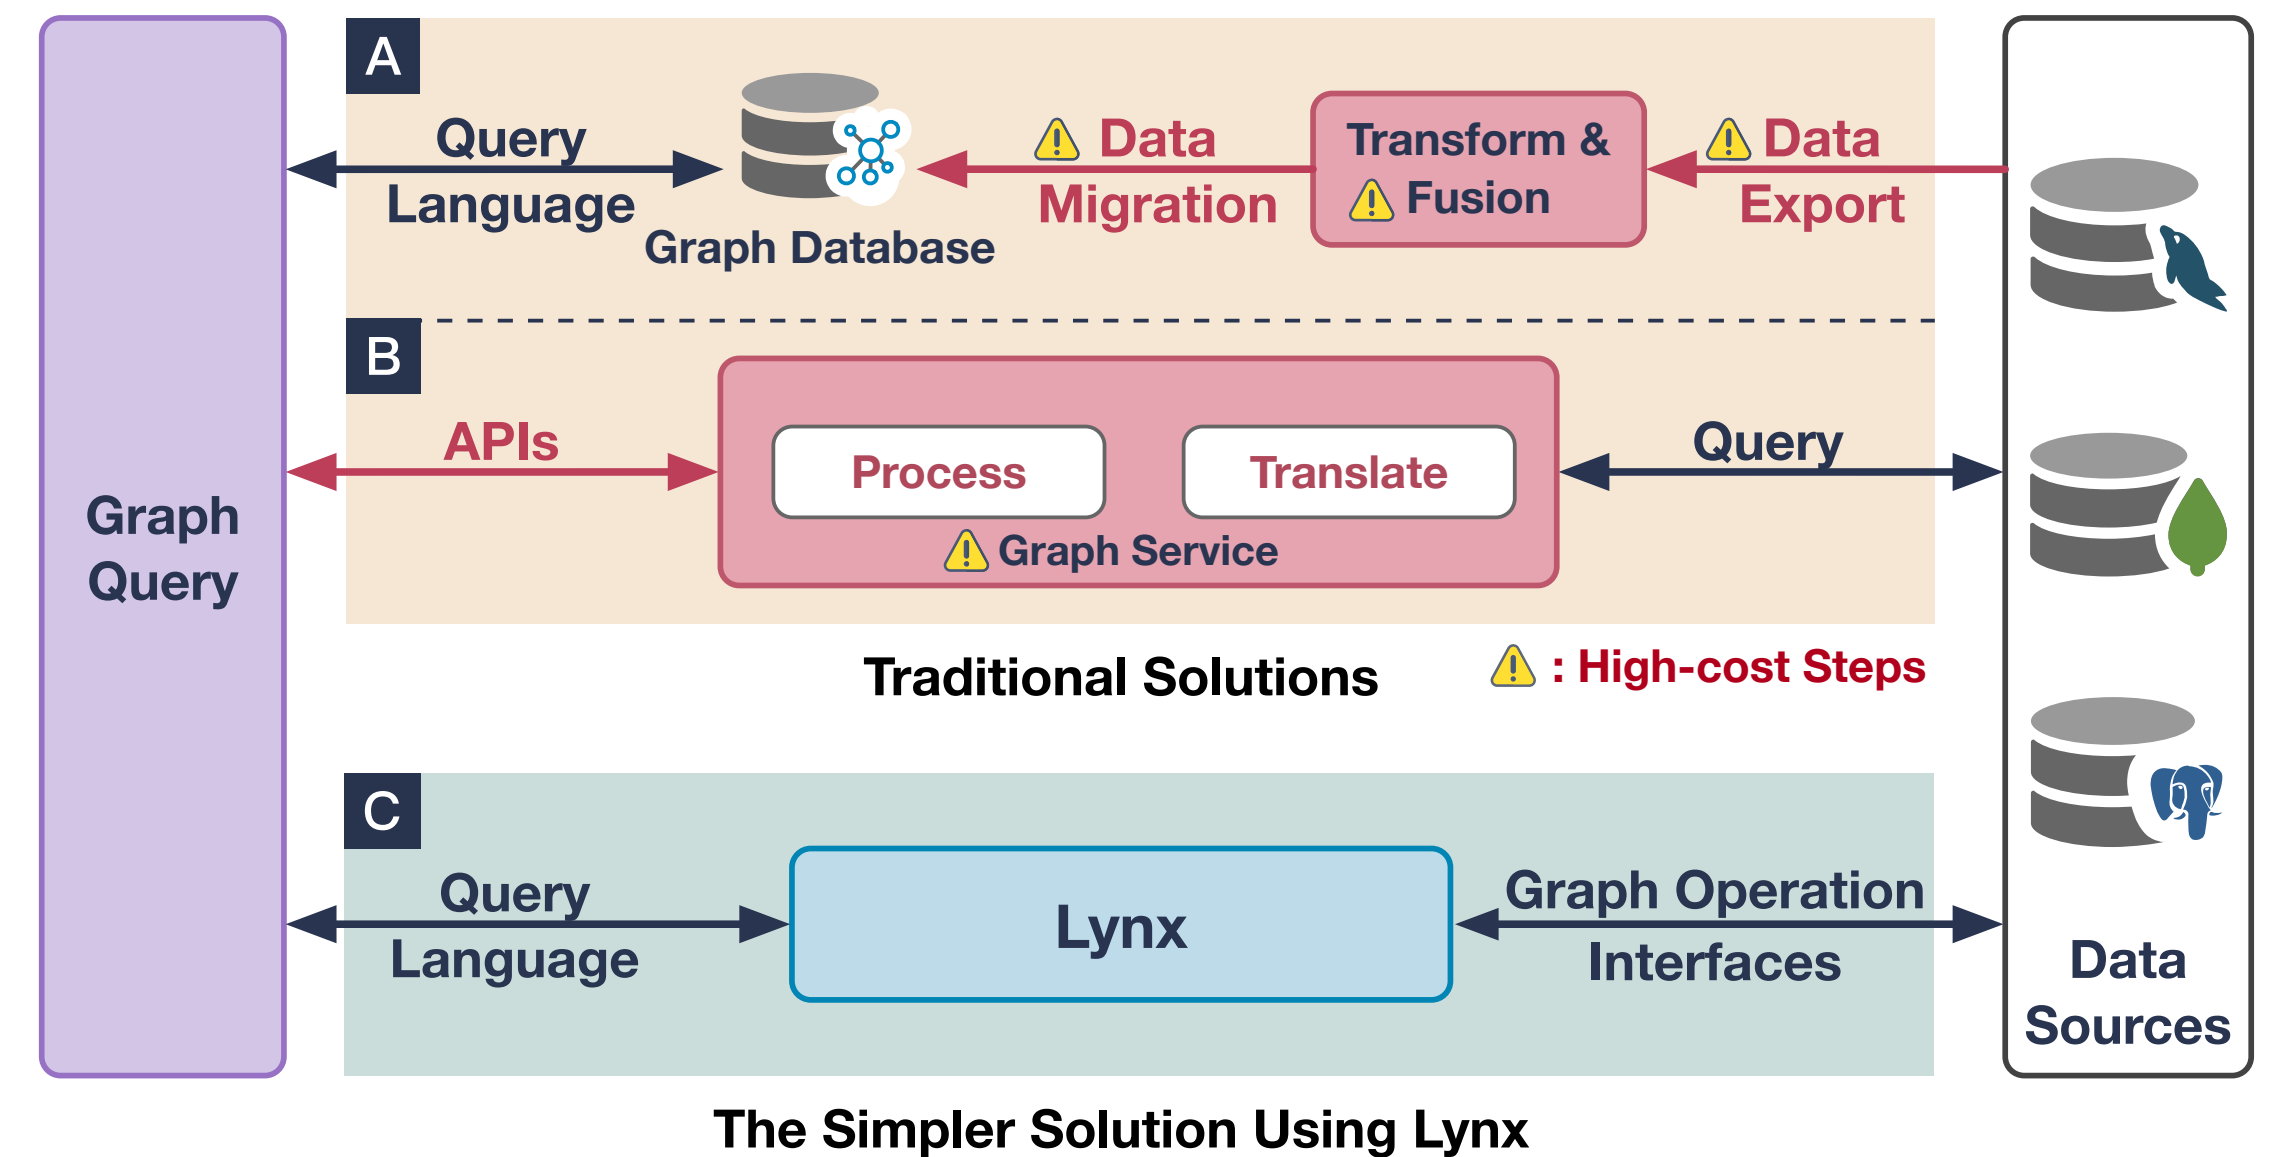 A
Query
Language
Graph Database
Data
Migration
Transform &
Fusion
Data
Export
B
APIs
Process
Translate
Graph Service
Query
Graph
Query
Traditional Solutions
: High-cost Steps
C
Query
Language
Lynx
Graph Operation
Interfaces
Data
Sources
The Simpler Solution Using Lynx